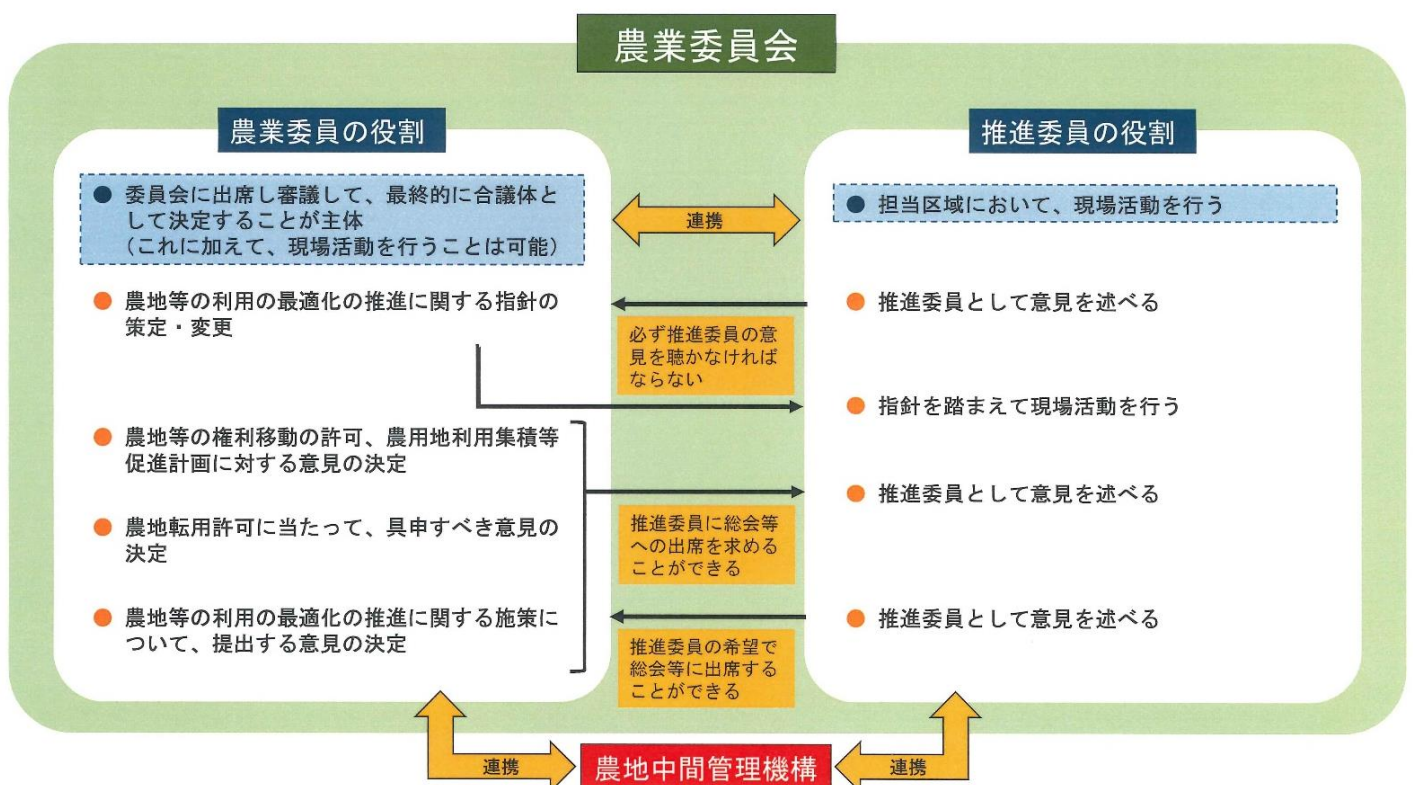 農業委員会
農業委員の役割
● 委員会に出席し審議して、最終的に合議体と
して決定することが主体
（これに加えて、現場活動を行うことは可能）
● 農地等の利用の最適化の推進に関する指針の
策定・変更
● 農地等の権利移動の許可、農用地利用集積等
促進計画に対する意見の決定
● 農地転用許可に当たって、具申すべき意見の
決定
● 農地等の利用の最適化の推進に関する施策に
ついて、提出する意見の決定
連携
必ず推進委員の意
見を聴かなければ
ならない
推進委員に総会等
への出席を求める
ことができる
推進委員の希望で
総会等に出席する
ことができる
推進委員の役割
● 担当区域において、現場活動を行う
● 推進委員として意見を述べる
● 指針を踏まえて現場活動を行う
● 推進委員として意見を述べる
● 推進委員として意見を述べる
連携
農地中間管理機構
連携